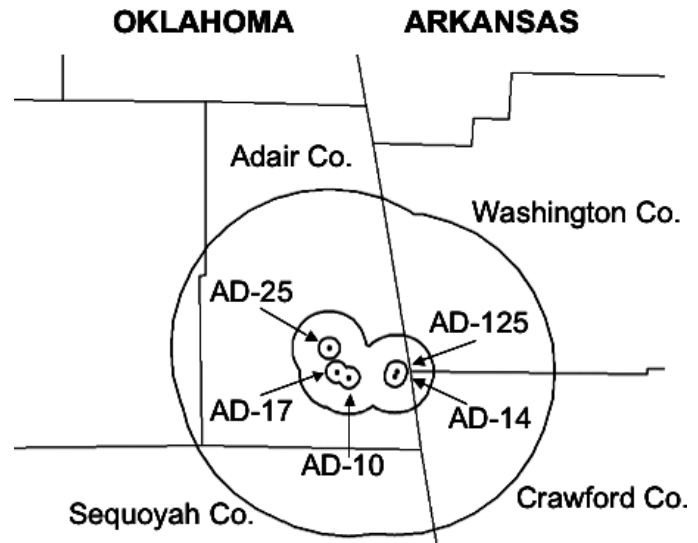 OKLAHOMA ARKANSAS
Adair Co.
Washington Co.
AD-25
AD-125
AD-17
AD-14
AD-10
Sequoyah Co.
Crawford Co.